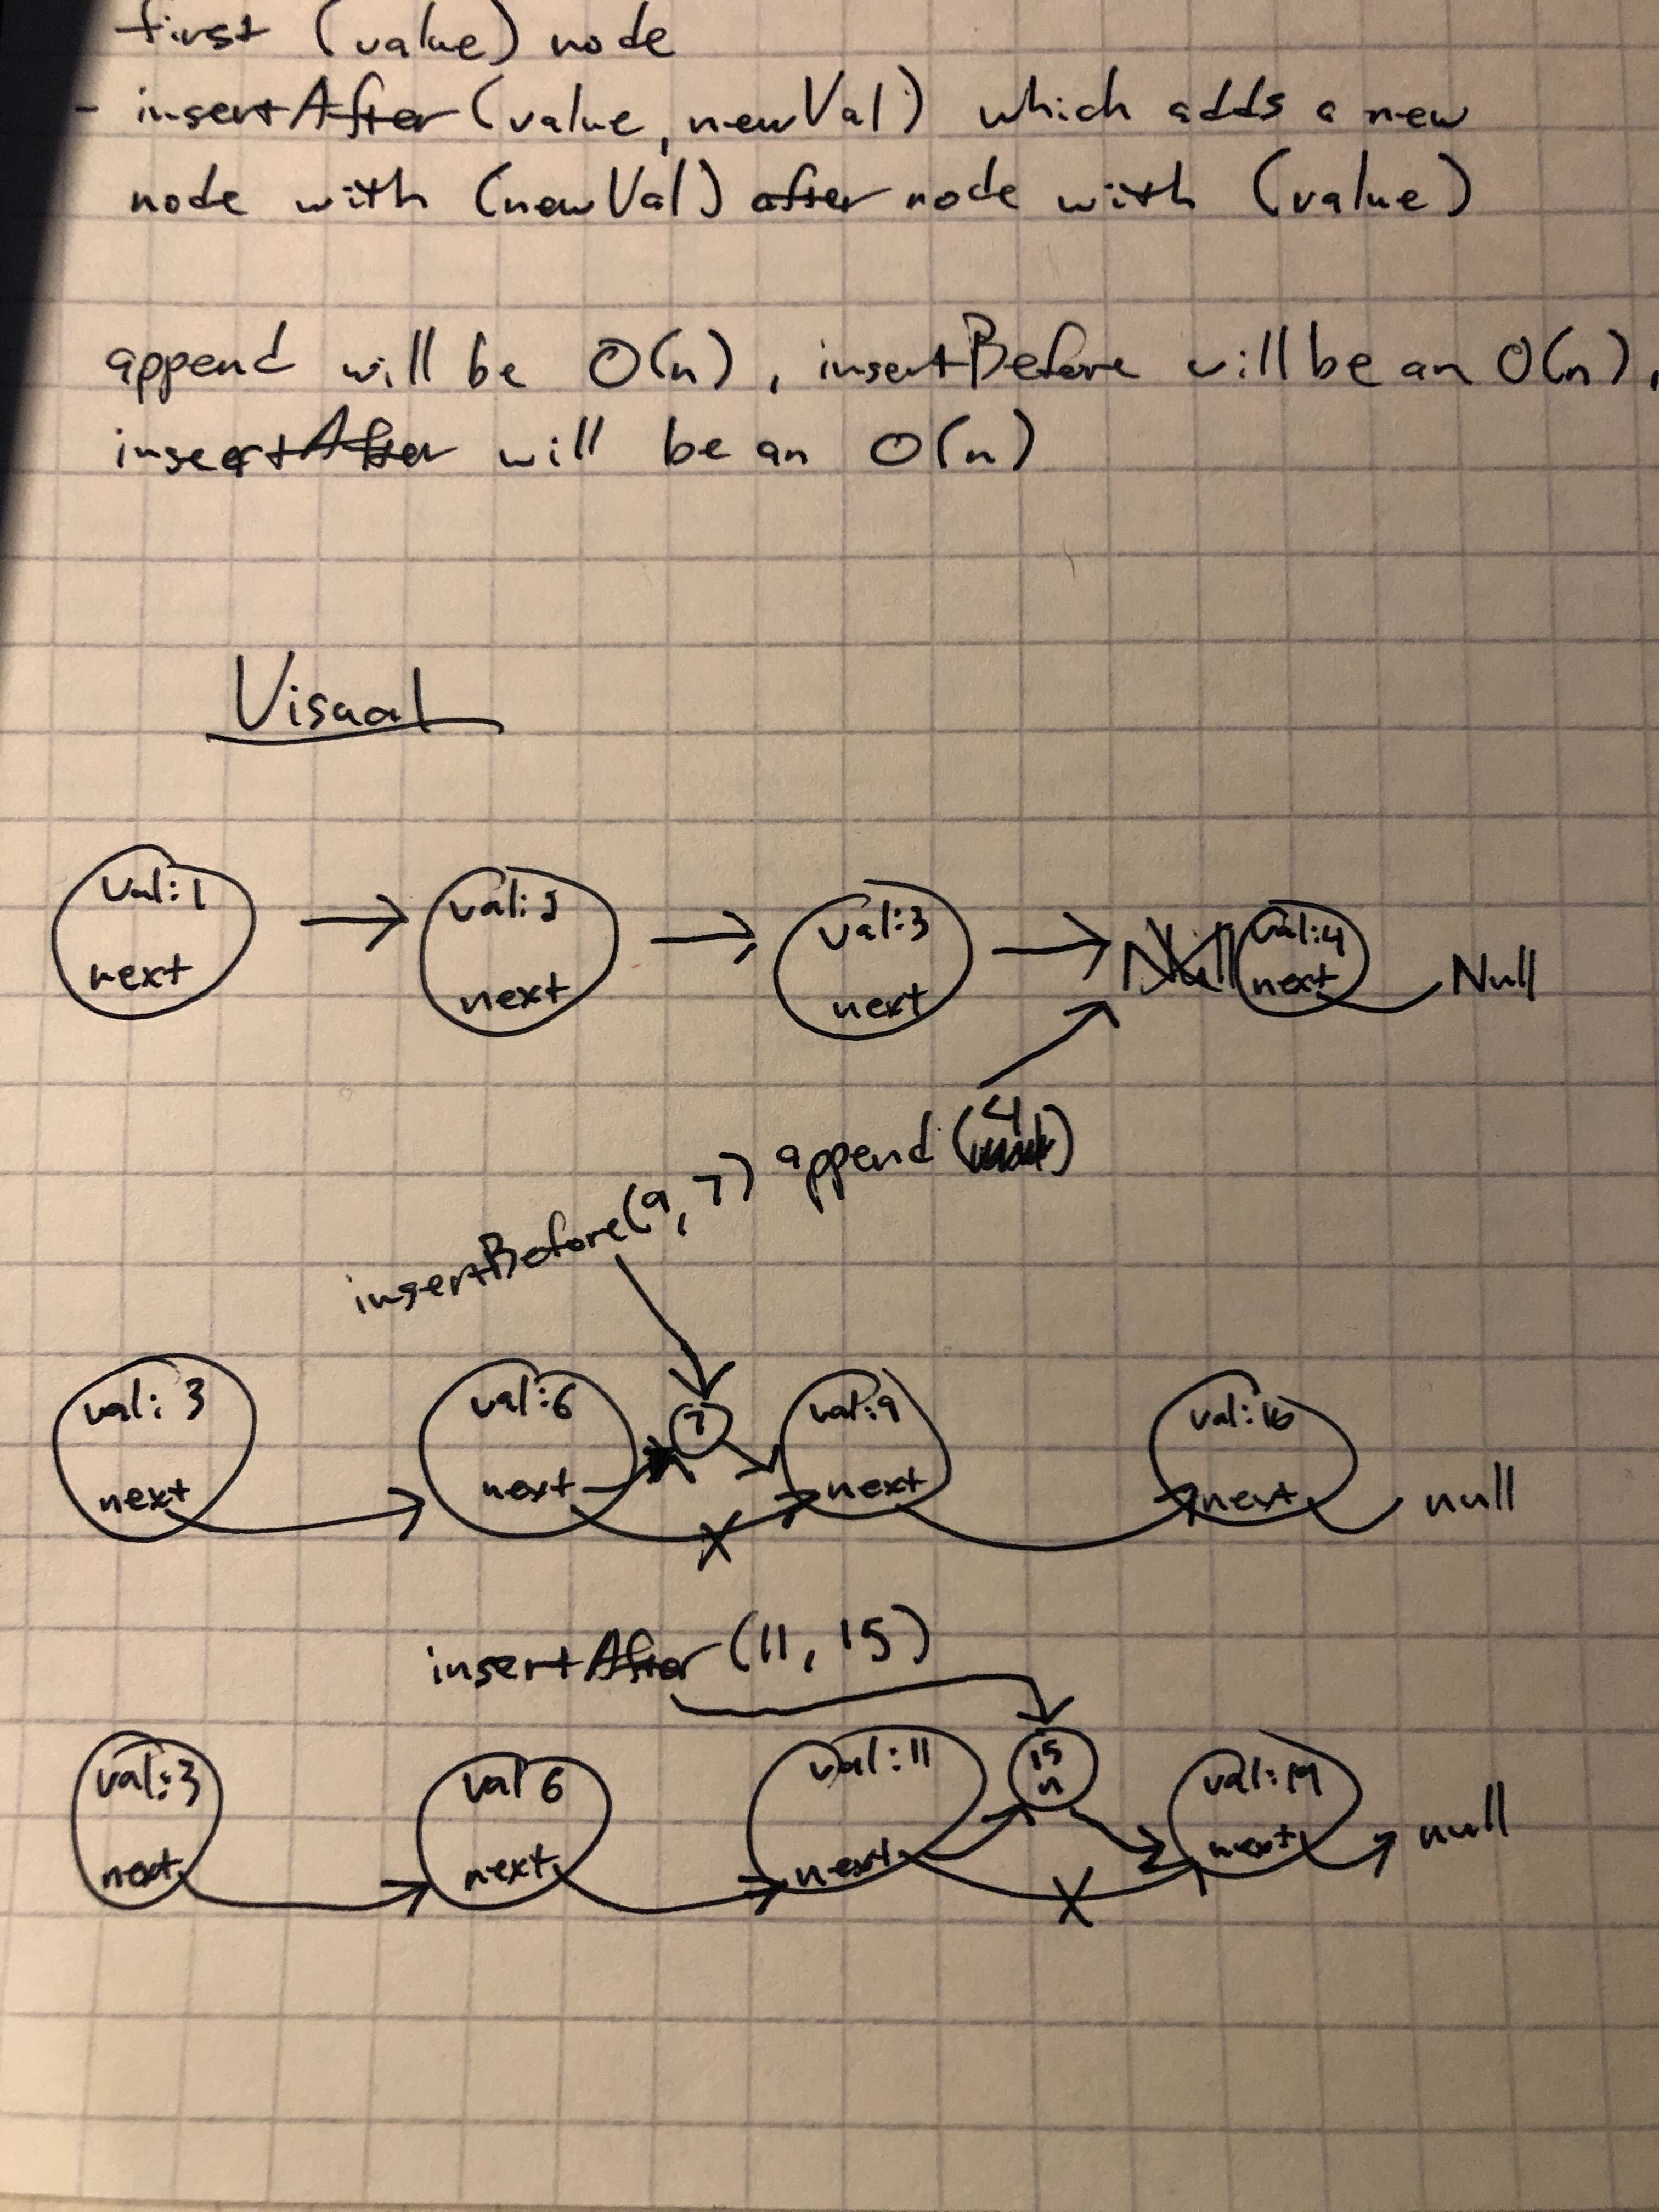 first (value) node
- insertAfter (value, newVal) which adds a new
node with (newVal) after node with (value)
append will be O(n), insertBefore will be an O(n),
insertAfter will be an O(n)
Visual
val:1 val:2 val:3 Null val:4
next next next next Null
append (4)
insertBefore(9, 7)
val: 3 val:6 7 val:9 val:16
next next next next null
insertAfter (11, 15)
val:3 val 6 val:11 15 val:19
n
next next next next null